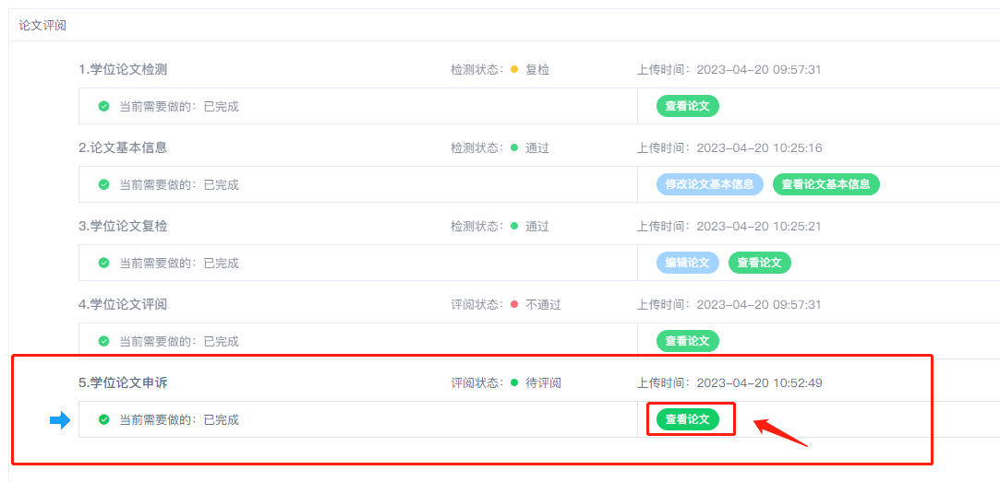 论文评阅
1.学位论文检测 检测状态： 复检 上传时间：2023-04-20 09:57:31
当前需要做的：已完成 查看论文
2.论文基本信息 检测状态： 通过 上传时间：2023-04-20 10:25:16
当前需要做的：已完成 修改论文基本信息 查看论文基本信息
3.学位论文复检 检测状态： 通过 上传时间：2023-04-20 10:25:21
当前需要做的：已完成 编辑论文 查看论文
4.学位论文评阅 评阅状态： 不通过 上传时间：2023-04-20 09:57:31
当前需要做的：已完成 查看论文
5.学位论文申诉 评阅状态： 待评阅 上传时间：2023-04-20 10:52:49
当前需要做的：已完成 查看论文